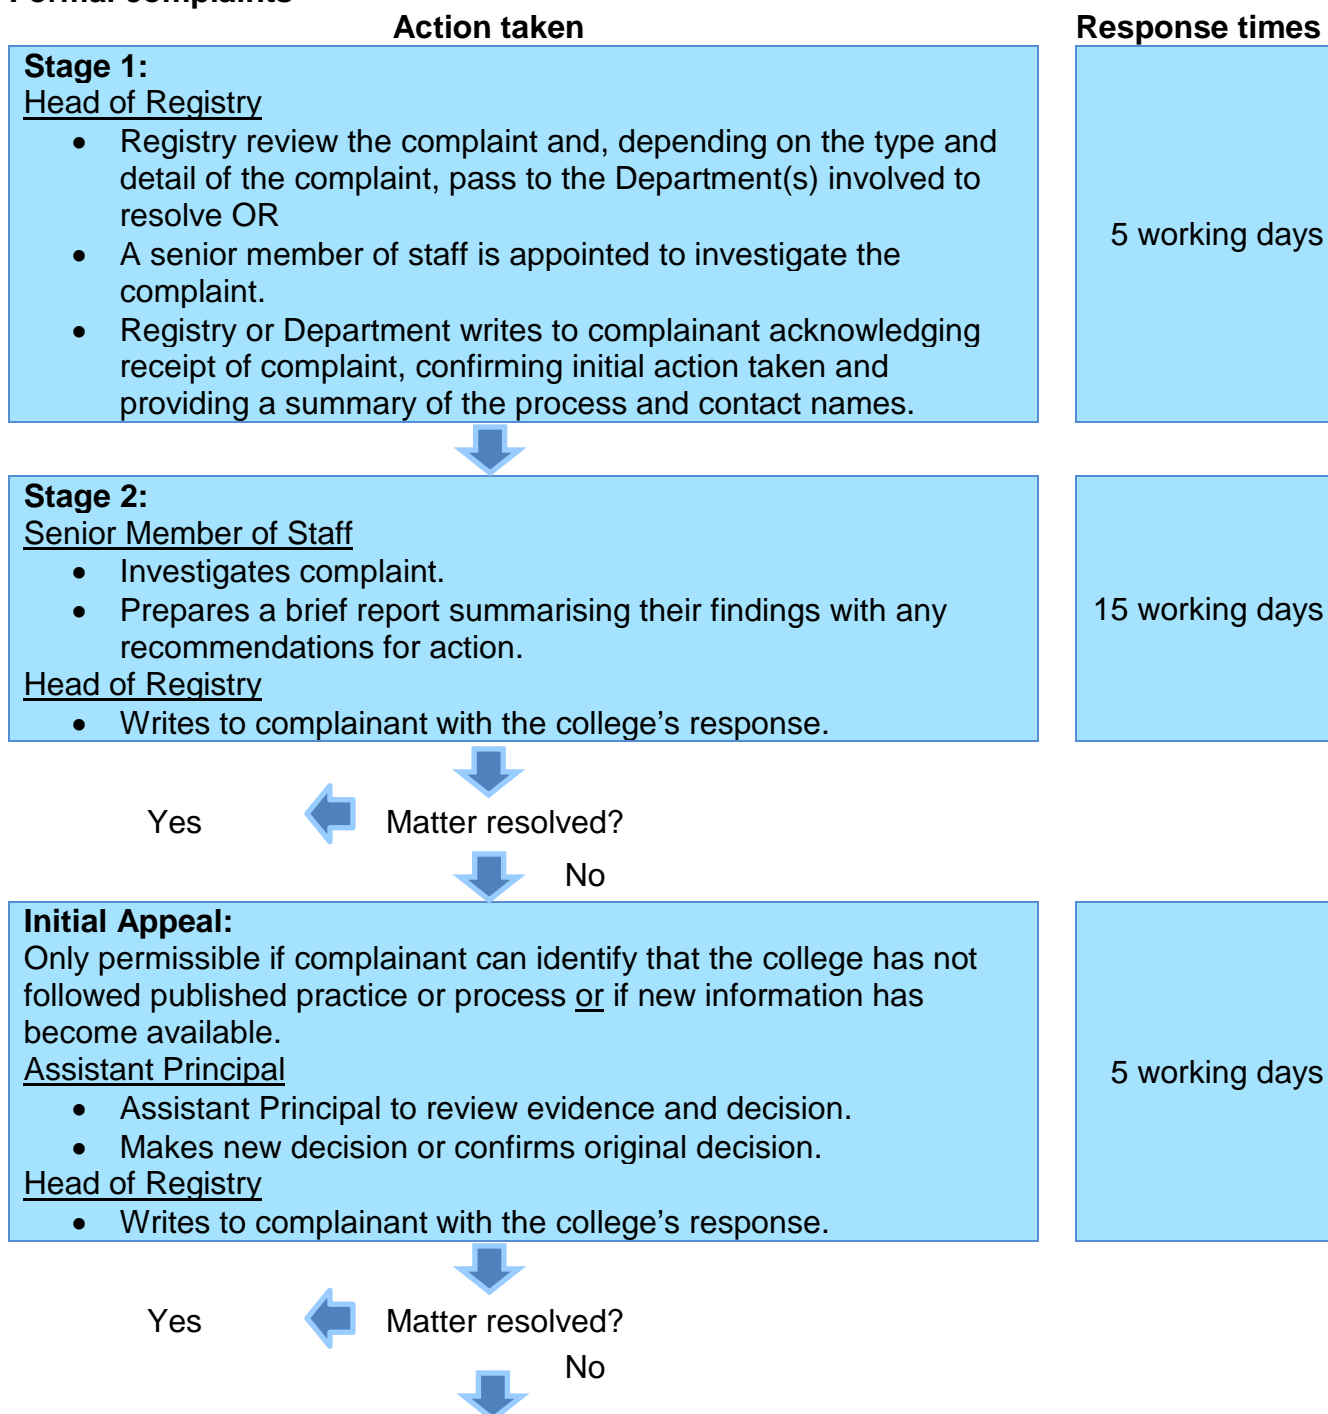 Formal complaints
Action taken
Response times
Stage 1:
Head of Registry
• Registry review the complaint and, depending on the type and
detail of the complaint, pass to the Department(s) involved to
resolve OR
• A senior member of staff is appointed to investigate the
complaint.
• Registry or Department writes to complainant acknowledging
receipt of complaint, confirming initial action taken and
providing a summary of the process and contact names.
5 working days
Stage 2:
Senior Member of Staff
• Investigates complaint.
• Prepares a brief report summarising their findings with any
recommendations for action.
Head of Registry
• Writes to complainant with the college’s response.
15 working days
Yes
Matter resolved?
No
Initial Appeal:
Only permissible if complainant can identify that the college has not
followed published practice or process or if new information has
become available.
Assistant Principal
• Assistant Principal to review evidence and decision.
• Makes new decision or confirms original decision.
Head of Registry
• Writes to complainant with the college’s response.
5 working days
Yes
Matter resolved?
No